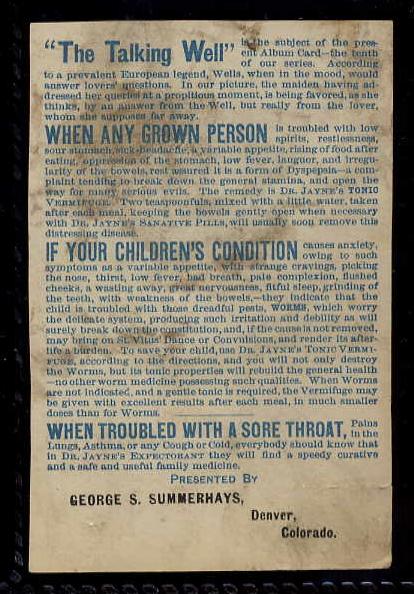 "The Talking Well" is the subject of the pres-
ent Album Card—the tenth
of our series. According
to a prevalent European legend, Wells, when in the mood, would
answer lovers' questions. In our picture, the maiden having ad-
dressed her queries at a propitious moment, is being favored, as she
thinks, by an answer from the Well, but really from the lover,
whom she supposes far away.
WHEN ANY GROWN PERSON is troubled with low
spirits, restlessness,
sour stomach, sick-headache, a variable appetite, rising of food after
eating, oppression of the stomach, low fever, languor, and irregu-
larity of the bowels, rest assured it is a form of Dyspepsia—a com-
plaint tending to break down the general stamina, and open the
way for many serious evils. The remedy is DR. JAYNE'S TONIC
VERMIFUGE. Two teaspoonfuls, mixed with a little water, taken
after each meal, keeping the bowels gently open when necessary
with DR. JAYNE'S SANATIVE PILLS, will usually soon remove this
distressing disease.
IF YOUR CHILDREN'S CONDITION causes anxiety,
owing to such
symptoms as a variable appetite, with strange cravings, picking
the nose, thirst, low fever, bad breath, pale complexion, flushed
cheeks, a wasting away, great nervousness, fitful sleep, grinding of
the teeth, with weakness of the bowels,—they indicate that the
child is troubled with those dreadful pests, WORMS, which worry
the delicate system, producing such irritation and debility as will
surely break down the constitution, and, if the cause is not removed,
may bring on St. Vitus' Dance or Convulsions, and render its after-
life a burden. To save your child, use DR. JAYNE'S TONIC VERMI-
FUGE, according to the directions, and you will not only destroy
the Worms, but its tonic properties will rebuild the general health
—no other worm medicine possessing such qualities. When Worms
are not indicated, and a gentle tonic is required, the Vermifuge may
be given with excellent results after each meal, in much smaller
doses than for Worms.
WHEN TROUBLED WITH A SORE THROAT, Pains
in the
Lungs, Asthma, or any Cough or Cold, everybody should know that
in DR. JAYNE'S EXPECTORANT they will find a speedy curative
and a safe and useful family medicine.
PRESENTED BY
GEORGE S. SUMMERHAYS,
Denver,
Colorado.